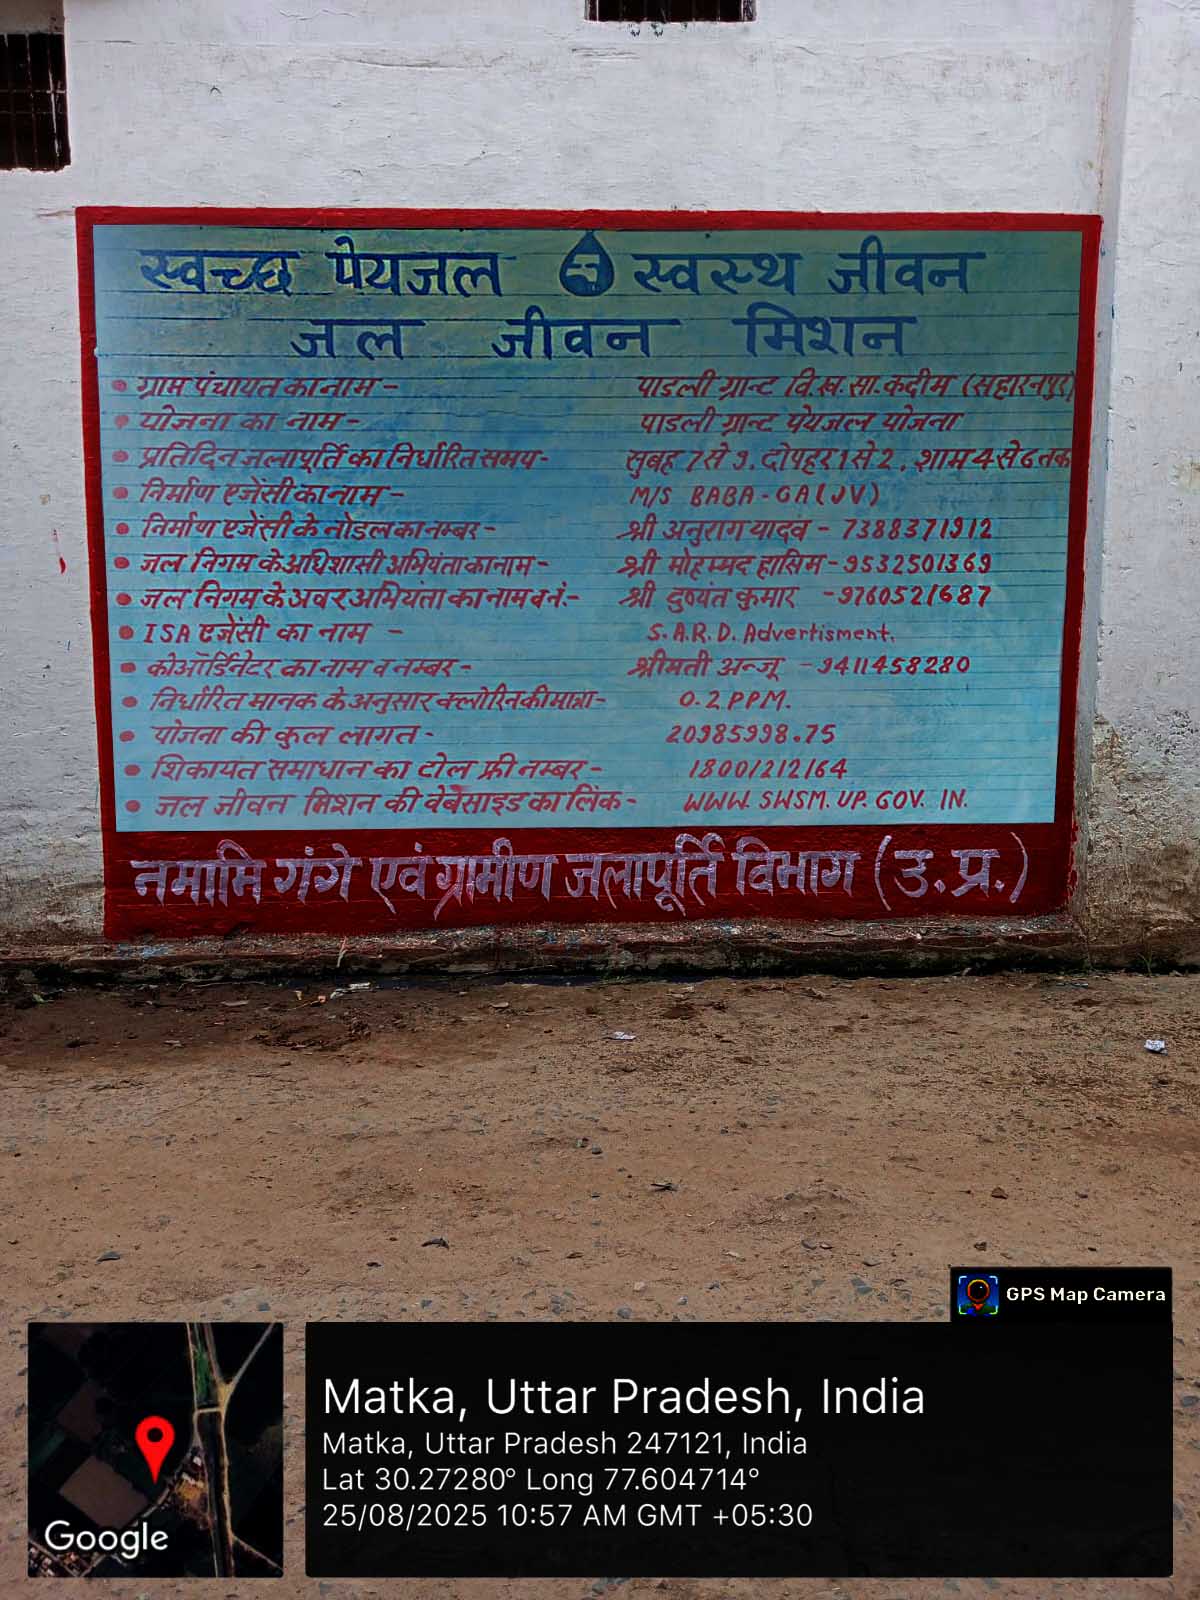 स्वच्छ पेयजल स्वस्थ जीवन
जल जीवन मिशन
ग्राम पंचायत का नाम - पाडली ग्रान्ट वि.ख. सा. कदीम (सहारनपुर)
योजना का नाम - पाडली ग्रान्ट पेयजल योजना
प्रतिदिन जलापूर्ति का निर्धारित समय - सुबह 7 से 9, दोपहर 1 से 2, शाम 4 से 6 तक
निर्माण एजेंसी का नाम - M/S BABA - GA (JV)
निर्माण एजेंसी के नोडल का नम्बर - श्री अनुराग यादव - 7388371912
जल निगम के अधिशासी अभियंता का नाम - श्री मोहम्मद हासिम - 9532501369
जल निगम के अवर अभियंता का नाम व नं. - श्री दुष्यंत कुमार - 9760521687
ISA एजेंसी का नाम - S.A.R.D. Advertisment.
कोऑर्डिनेटर का नाम व नम्बर - श्रीमती अन्जू - 9411458280
निर्धारित मानक के अनुसार क्लोरिन की मात्रा - 0.2 PPM.
योजना की कुल लागत - 20985998.75
शिकायत समाधान का टोल फ्री नम्बर - 18001212164
जल जीवन मिशन की वेबसाइड का लिंक - WWW. SWSM. UP. GOV. IN.
नमामि गंगे एवं ग्रामीण जलापूर्ति विभाग (उ.प्र.)
GPS Map Camera
Matka, Uttar Pradesh, India
Matka, Uttar Pradesh 247121, India
Lat 30.27280° Long 77.604714°
25/08/2025 10:57 AM GMT +05:30
Google